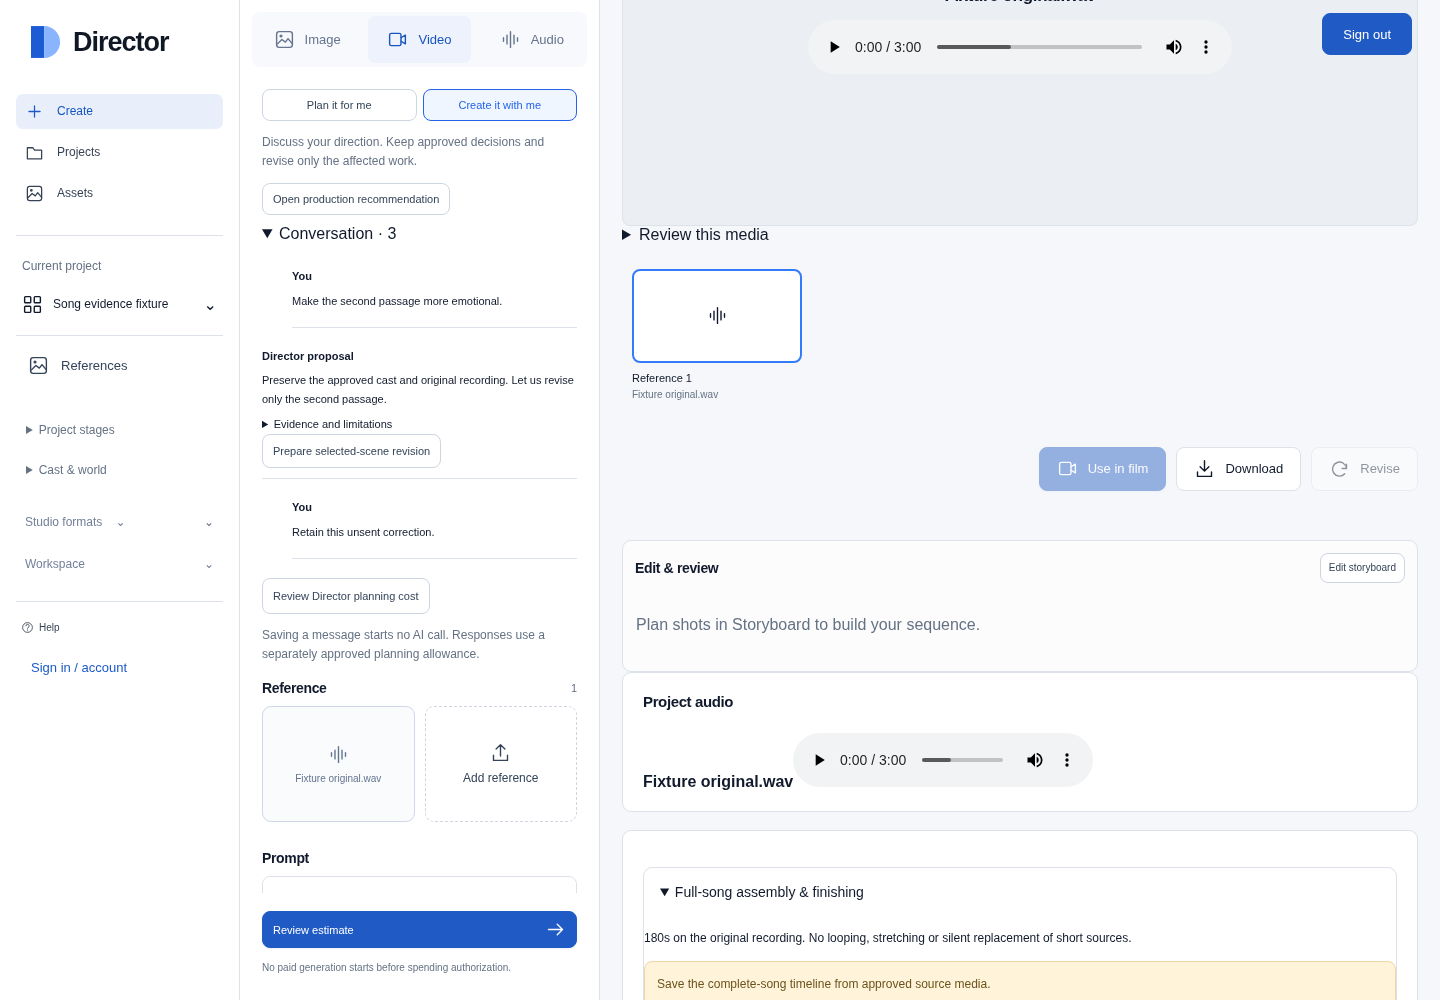 Director
Create
Projects
Assets
Current project
Song evidence fixture
References
Project stages
Cast & world
Studio formats
Workspace
Help
Sign in / account
Image
Video
Audio
Plan it for me
Create it with me
Discuss your direction. Keep approved decisions and
revise only the affected work.
Open production recommendation
Conversation · 3
You
Make the second passage more emotional.
Director proposal
Preserve the approved cast and original recording. Let us revise
only the second passage.
Evidence and limitations
Prepare selected-scene revision
You
Retain this unsent correction.
Review Director planning cost
Saving a message starts no AI call. Responses use a
separately approved planning allowance.
Reference
1
Fixture original.wav
Add reference
Prompt
Review estimate
No paid generation starts before spending authorization.
Fixture original.wav
0:00 / 3:00
Sign out
Review this media
Reference 1
Fixture original.wav
Use in film
Download
Revise
Edit & review
Edit storyboard
Plan shots in Storyboard to build your sequence.
Project audio
Fixture original.wav
0:00 / 3:00
Full-song assembly & finishing
180s on the original recording. No looping, stretching or silent replacement of short sources.
Save the complete-song timeline from approved source media.